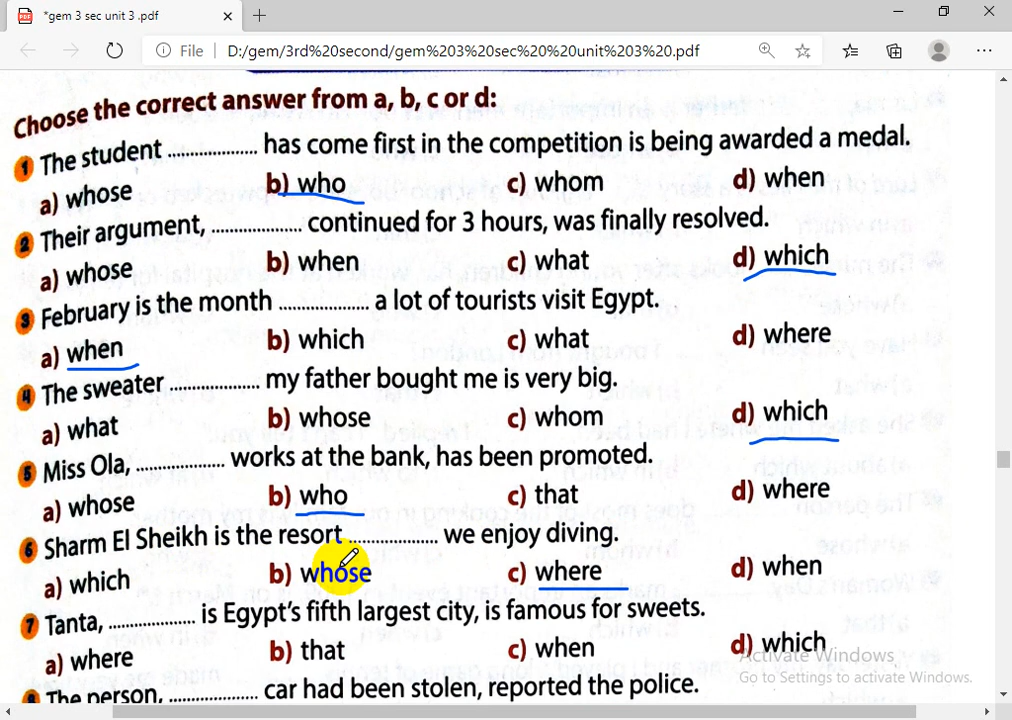 *gem 3 sec unit 3 .pdf
File D:/gem/3rd%20second/gem%203%20sec%20%20unit%203%20.pdf
Choose the correct answer from a, b, c or d:
1 The student ................ has come first in the competition is being awarded a medal.
a) whose b) who c) whom d) when
2 Their argument, ................ continued for 3 hours, was finally resolved.
a) whose b) when c) what d) which
3 February is the month ................ a lot of tourists visit Egypt.
a) when b) which c) what d) where
4 The sweater ................ my father bought me is very big.
a) what b) whose c) whom d) which
5 Miss Ola, ................ works at the bank, has been promoted.
a) whose b) who c) that d) where
6 Sharm El Sheikh is the resort ................ we enjoy diving.
a) which b) whose c) where d) when
7 Tanta, ................ is Egypt's fifth largest city, is famous for sweets.
a) where b) that c) when d) which
Activate Windows
Go to Settings to activate Windows.
8 The person, ................ car had been stolen, reported the police.